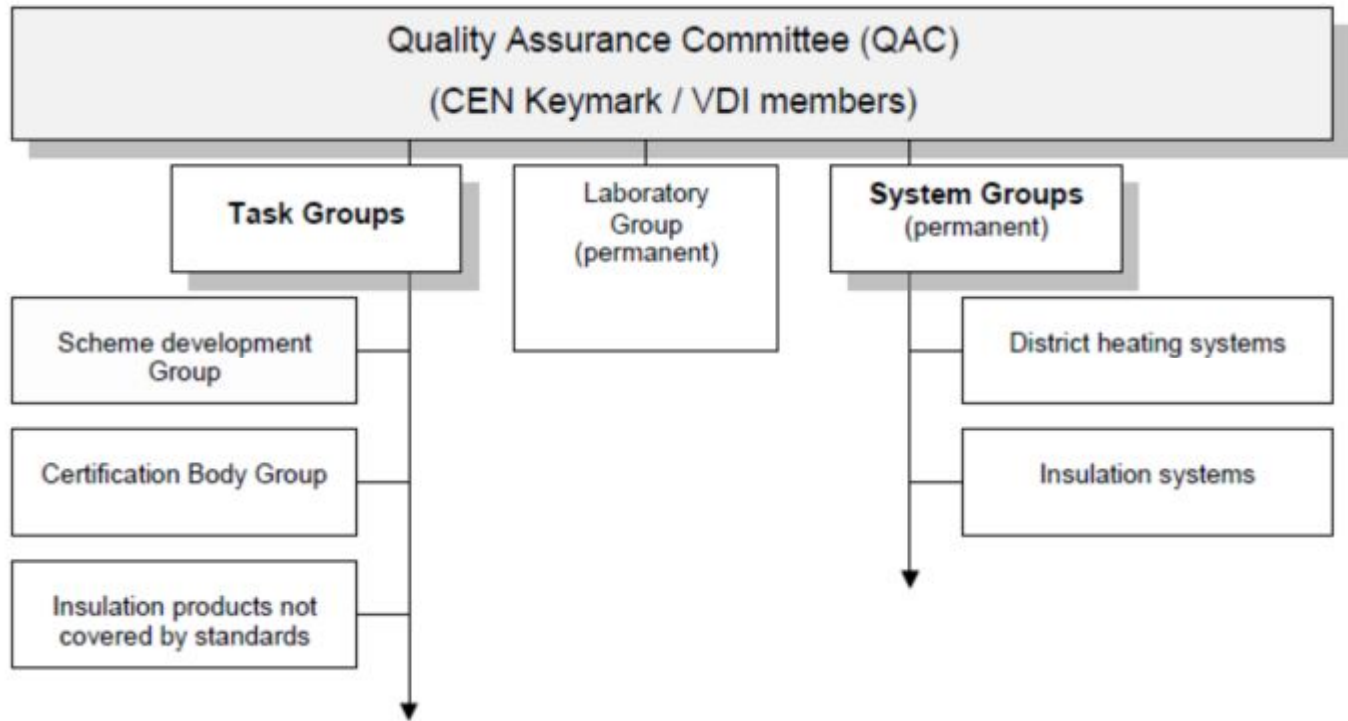 Quality Assurance Committee (QAC)
(CEN Keymark / VDI members)
Task Groups
Laboratory
Group
(permanent)
System Groups
(permanent)
Scheme development
Group
District heating systems
Certification Body Group
Insulation systems
Insulation products not
covered by standards